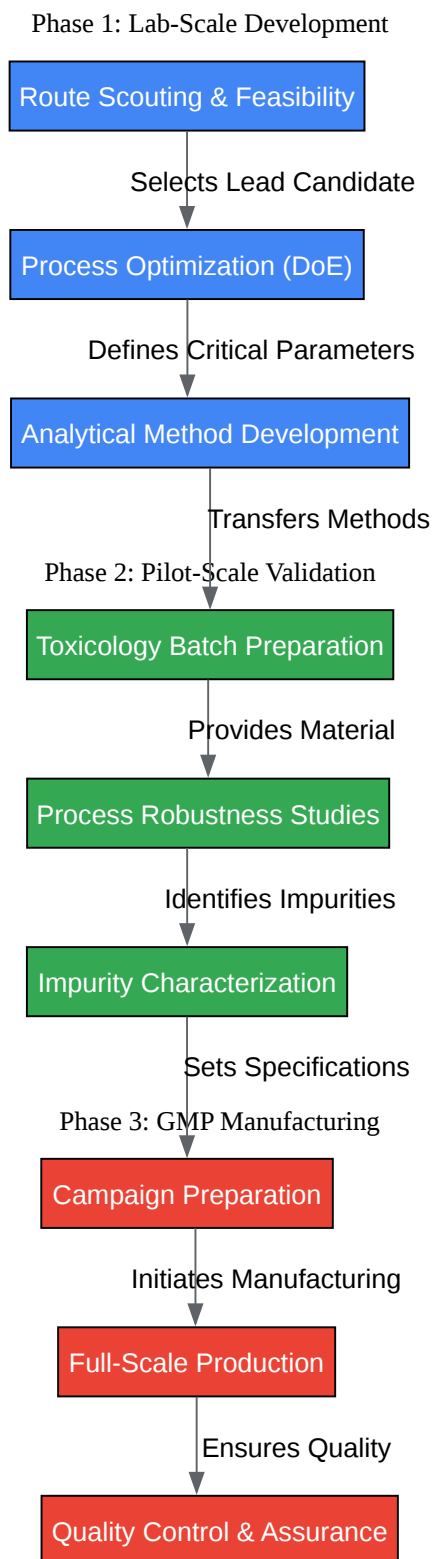 Phase 1: Lab-Scale Development
Route Scouting & Feasibility
Selects Lead Candidate
Process Optimization (DoE)
Defines Critical Parameters
Analytical Method Development
Transfers Methods
Phase 2: Pilot-Scale Validation
Toxicology Batch Preparation
Provides Material
Process Robustness Studies
Identifies Impurities
Impurity Characterization
Sets Specifications
Phase 3: GMP Manufacturing
Campaign Preparation
Initiates Manufacturing
Full-Scale Production
Ensures Quality
Quality Control & Assurance